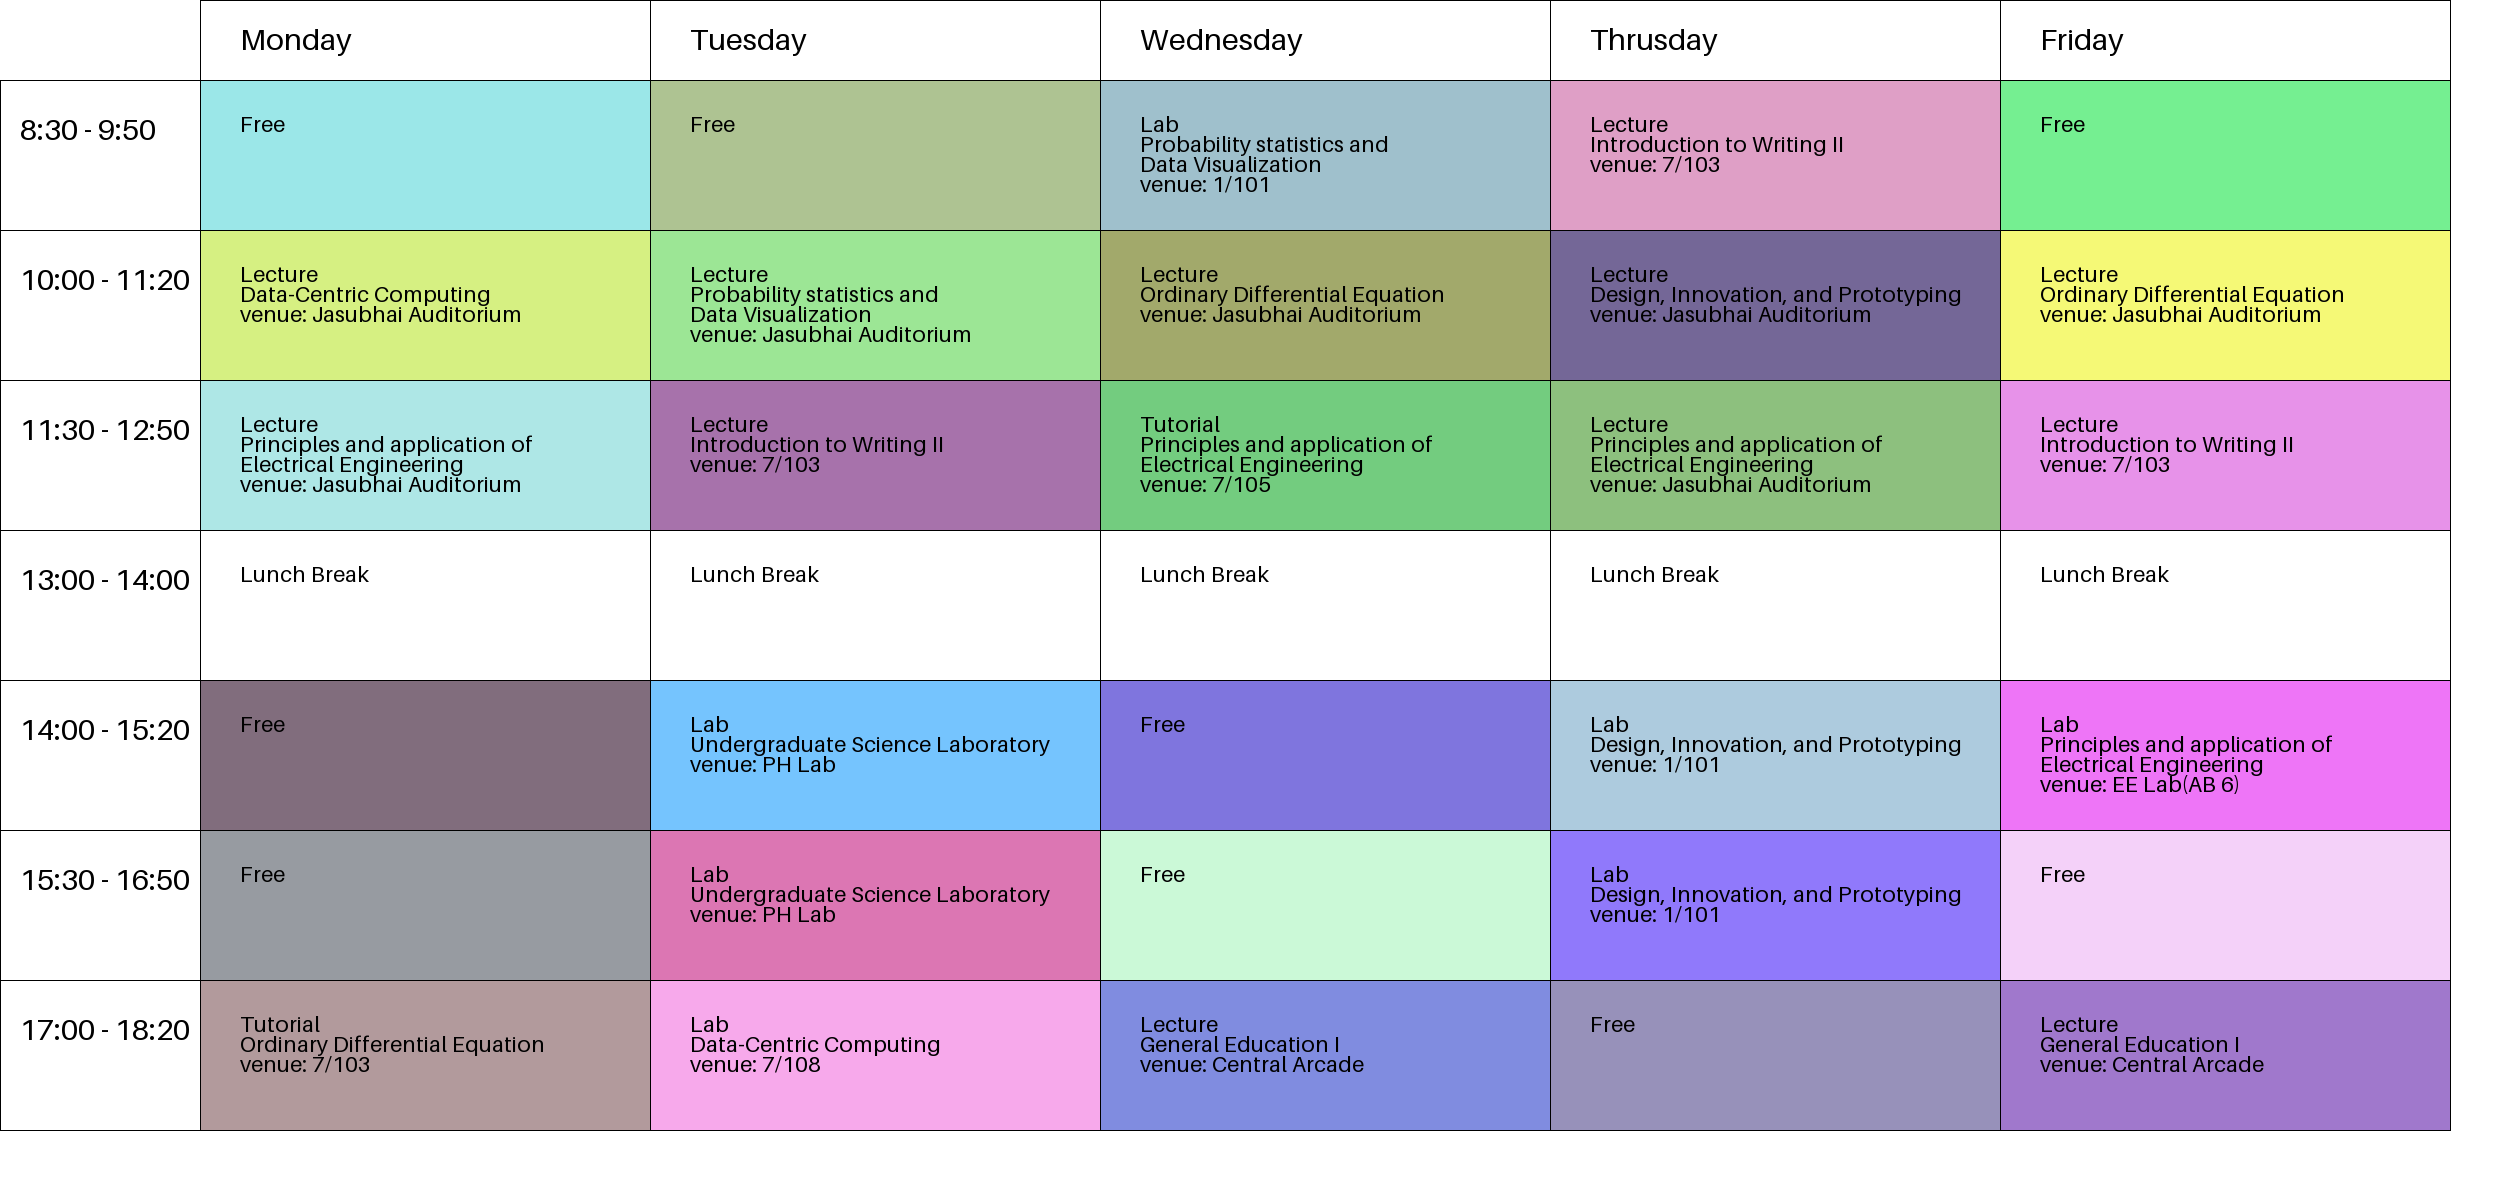 Monday
Tuesday
Wednesday
Thrusday
Friday
8:30 - 9:50
Free
Free
Lab
Probability statistics and
Data Visualization
venue: 1/101
Lecture
Introduction to Writing II
venue: 7/103
Free
10:00 - 11:20
Lecture
Data-Centric Computing
venue: Jasubhai Auditorium
Lecture
Probability statistics and
Data Visualization
venue: Jasubhai Auditorium
Lecture
Ordinary Differential Equation
venue: Jasubhai Auditorium
Lecture
Design, Innovation, and Prototyping
venue: Jasubhai Auditorium
Lecture
Ordinary Differential Equation
venue: Jasubhai Auditorium
11:30 - 12:50
Lecture
Principles and application of
Electrical Engineering
venue: Jasubhai Auditorium
Lecture
Introduction to Writing II
venue: 7/103
Tutorial
Principles and application of
Electrical Engineering
venue: 7/105
Lecture
Principles and application of
Electrical Engineering
venue: Jasubhai Auditorium
Lecture
Introduction to Writing II
venue: 7/103
13:00 - 14:00
Lunch Break
Lunch Break
Lunch Break
Lunch Break
Lunch Break
14:00 - 15:20
Free
Lab
Undergraduate Science Laboratory
venue: PH Lab
Free
Lab
Design, Innovation, and Prototyping
venue: 1/101
Lab
Principles and application of
Electrical Engineering
venue: EE Lab(AB 6)
15:30 - 16:50
Free
Lab
Undergraduate Science Laboratory
venue: PH Lab
Free
Lab
Design, Innovation, and Prototyping
venue: 1/101
Free
17:00 - 18:20
Tutorial
Ordinary Differential Equation
venue: 7/103
Lab
Data-Centric Computing
venue: 7/108
Lecture
General Education I
venue: Central Arcade
Free
Lecture
General Education I
venue: Central Arcade